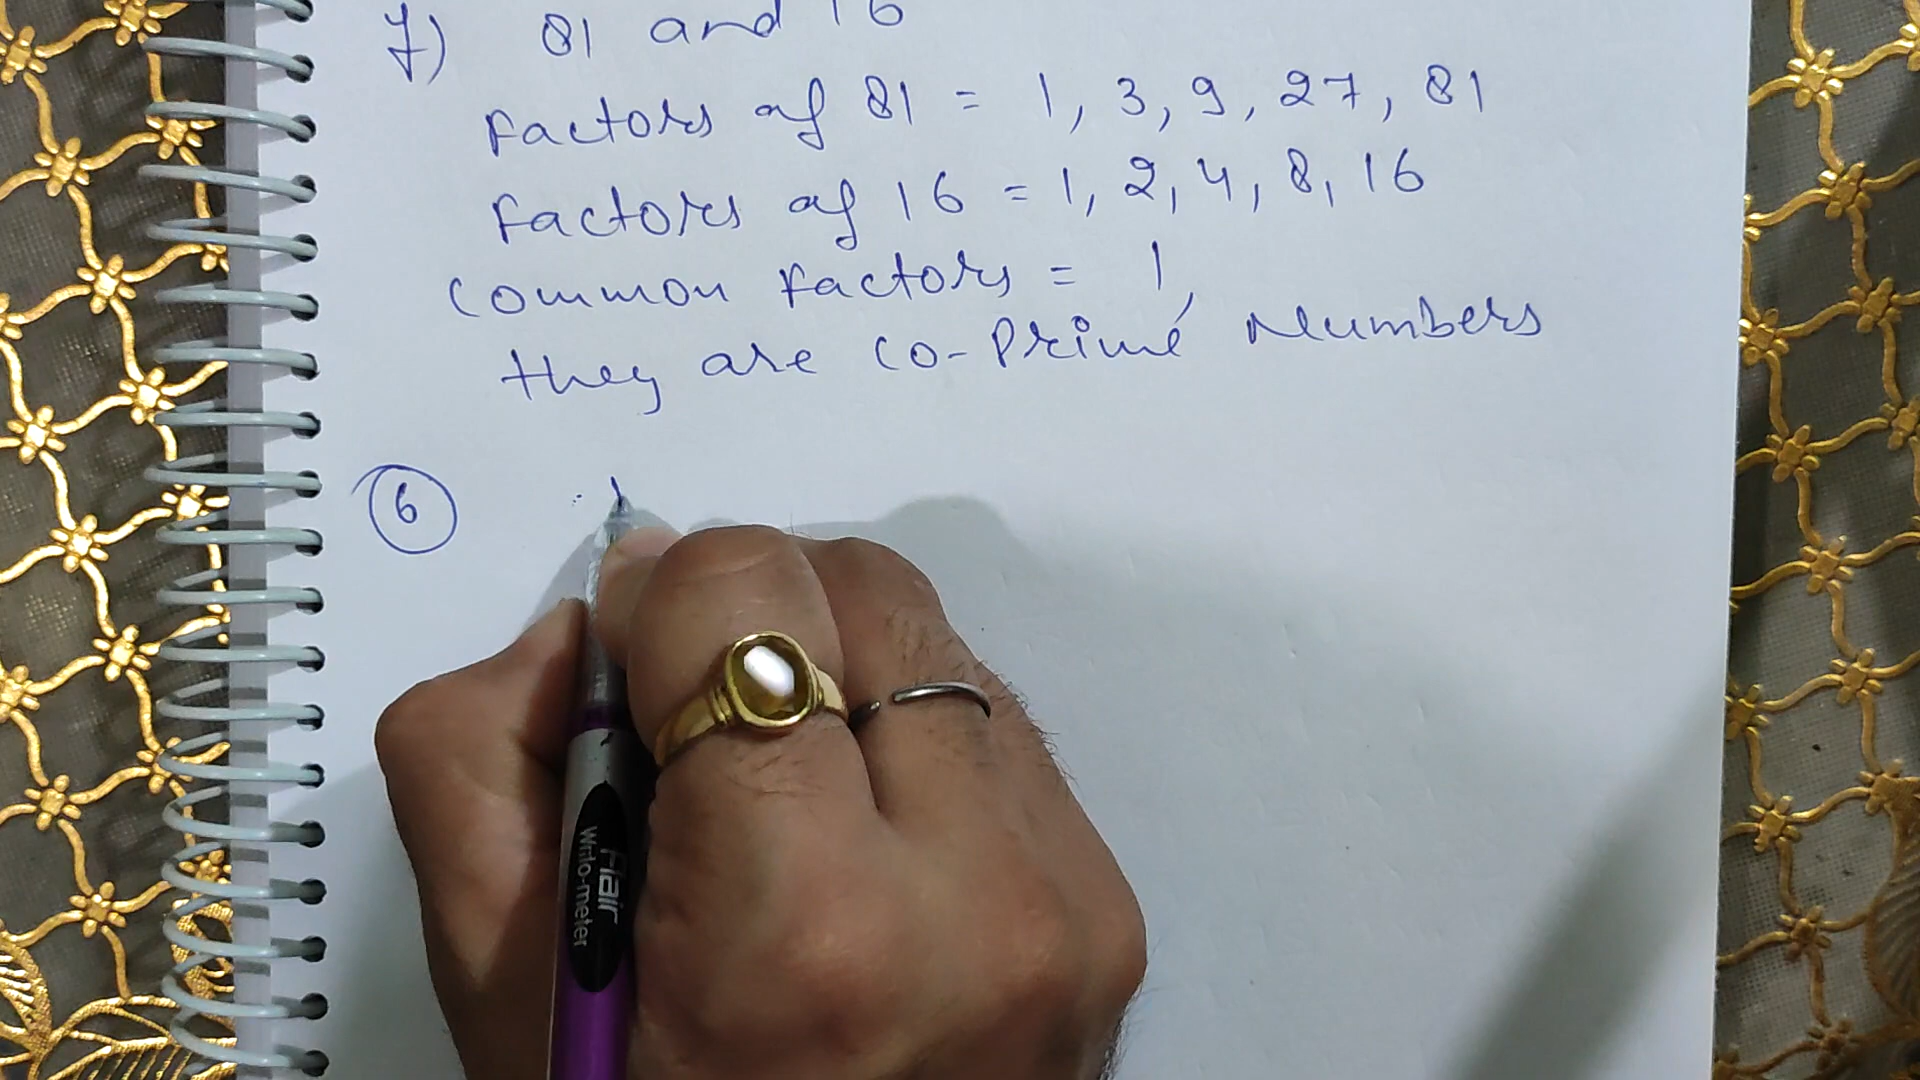 7) 81 and 16
Factors of 81 = 1, 3, 9, 27, 81
Factors of 16 = 1, 2, 4, 8, 16
Common Factors = 1,
they are Co-Prime Numbers
6
Flair
Writo-meter